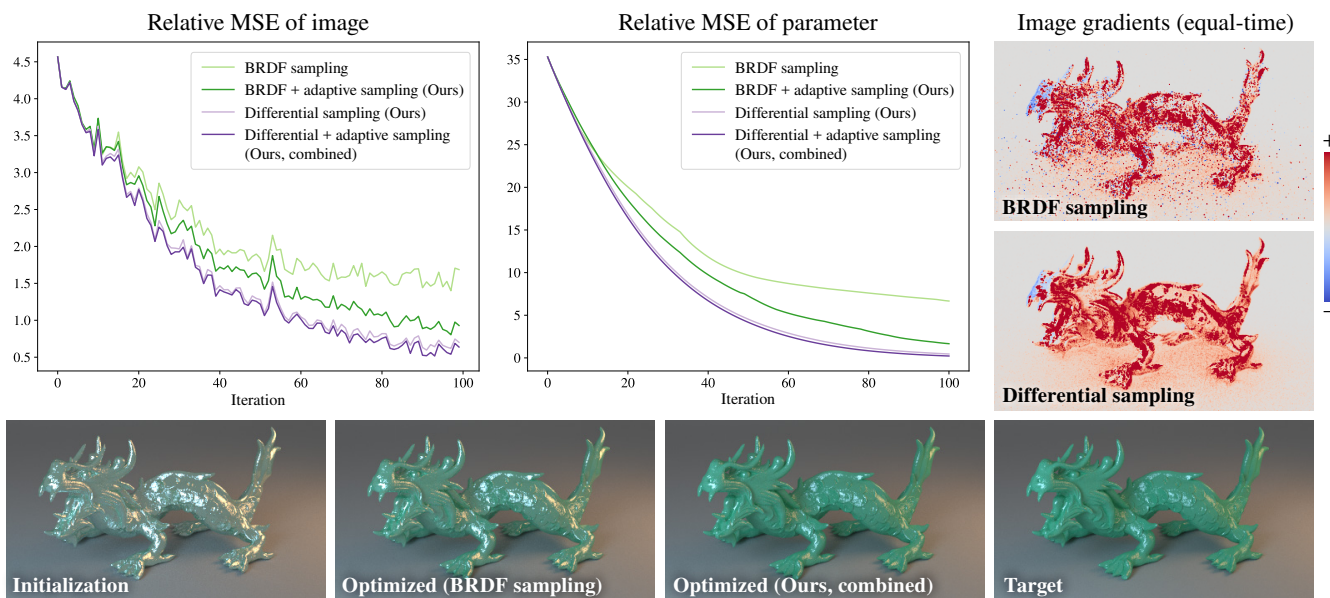 Relative MSE of image
Relative MSE of parameter
Image gradients (equal-time)
4.5
4.0
3.5
3.0
2.5
2.0
1.5
1.0
0.5
BRDF sampling
BRDF + adaptive sampling (Ours)
Differential sampling (Ours)
Differential + adaptive sampling
(Ours, combined)
0
20
40
60
80
100
Iteration
35
30
25
20
15
10
5
0
BRDF sampling
BRDF + adaptive sampling (Ours)
Differential sampling (Ours)
Differential + adaptive sampling
(Ours, combined)
0
20
40
60
80
100
Iteration
BRDF sampling
+
−
Differential sampling
Initialization
Optimized (BRDF sampling)
Optimized (Ours, combined)
Target